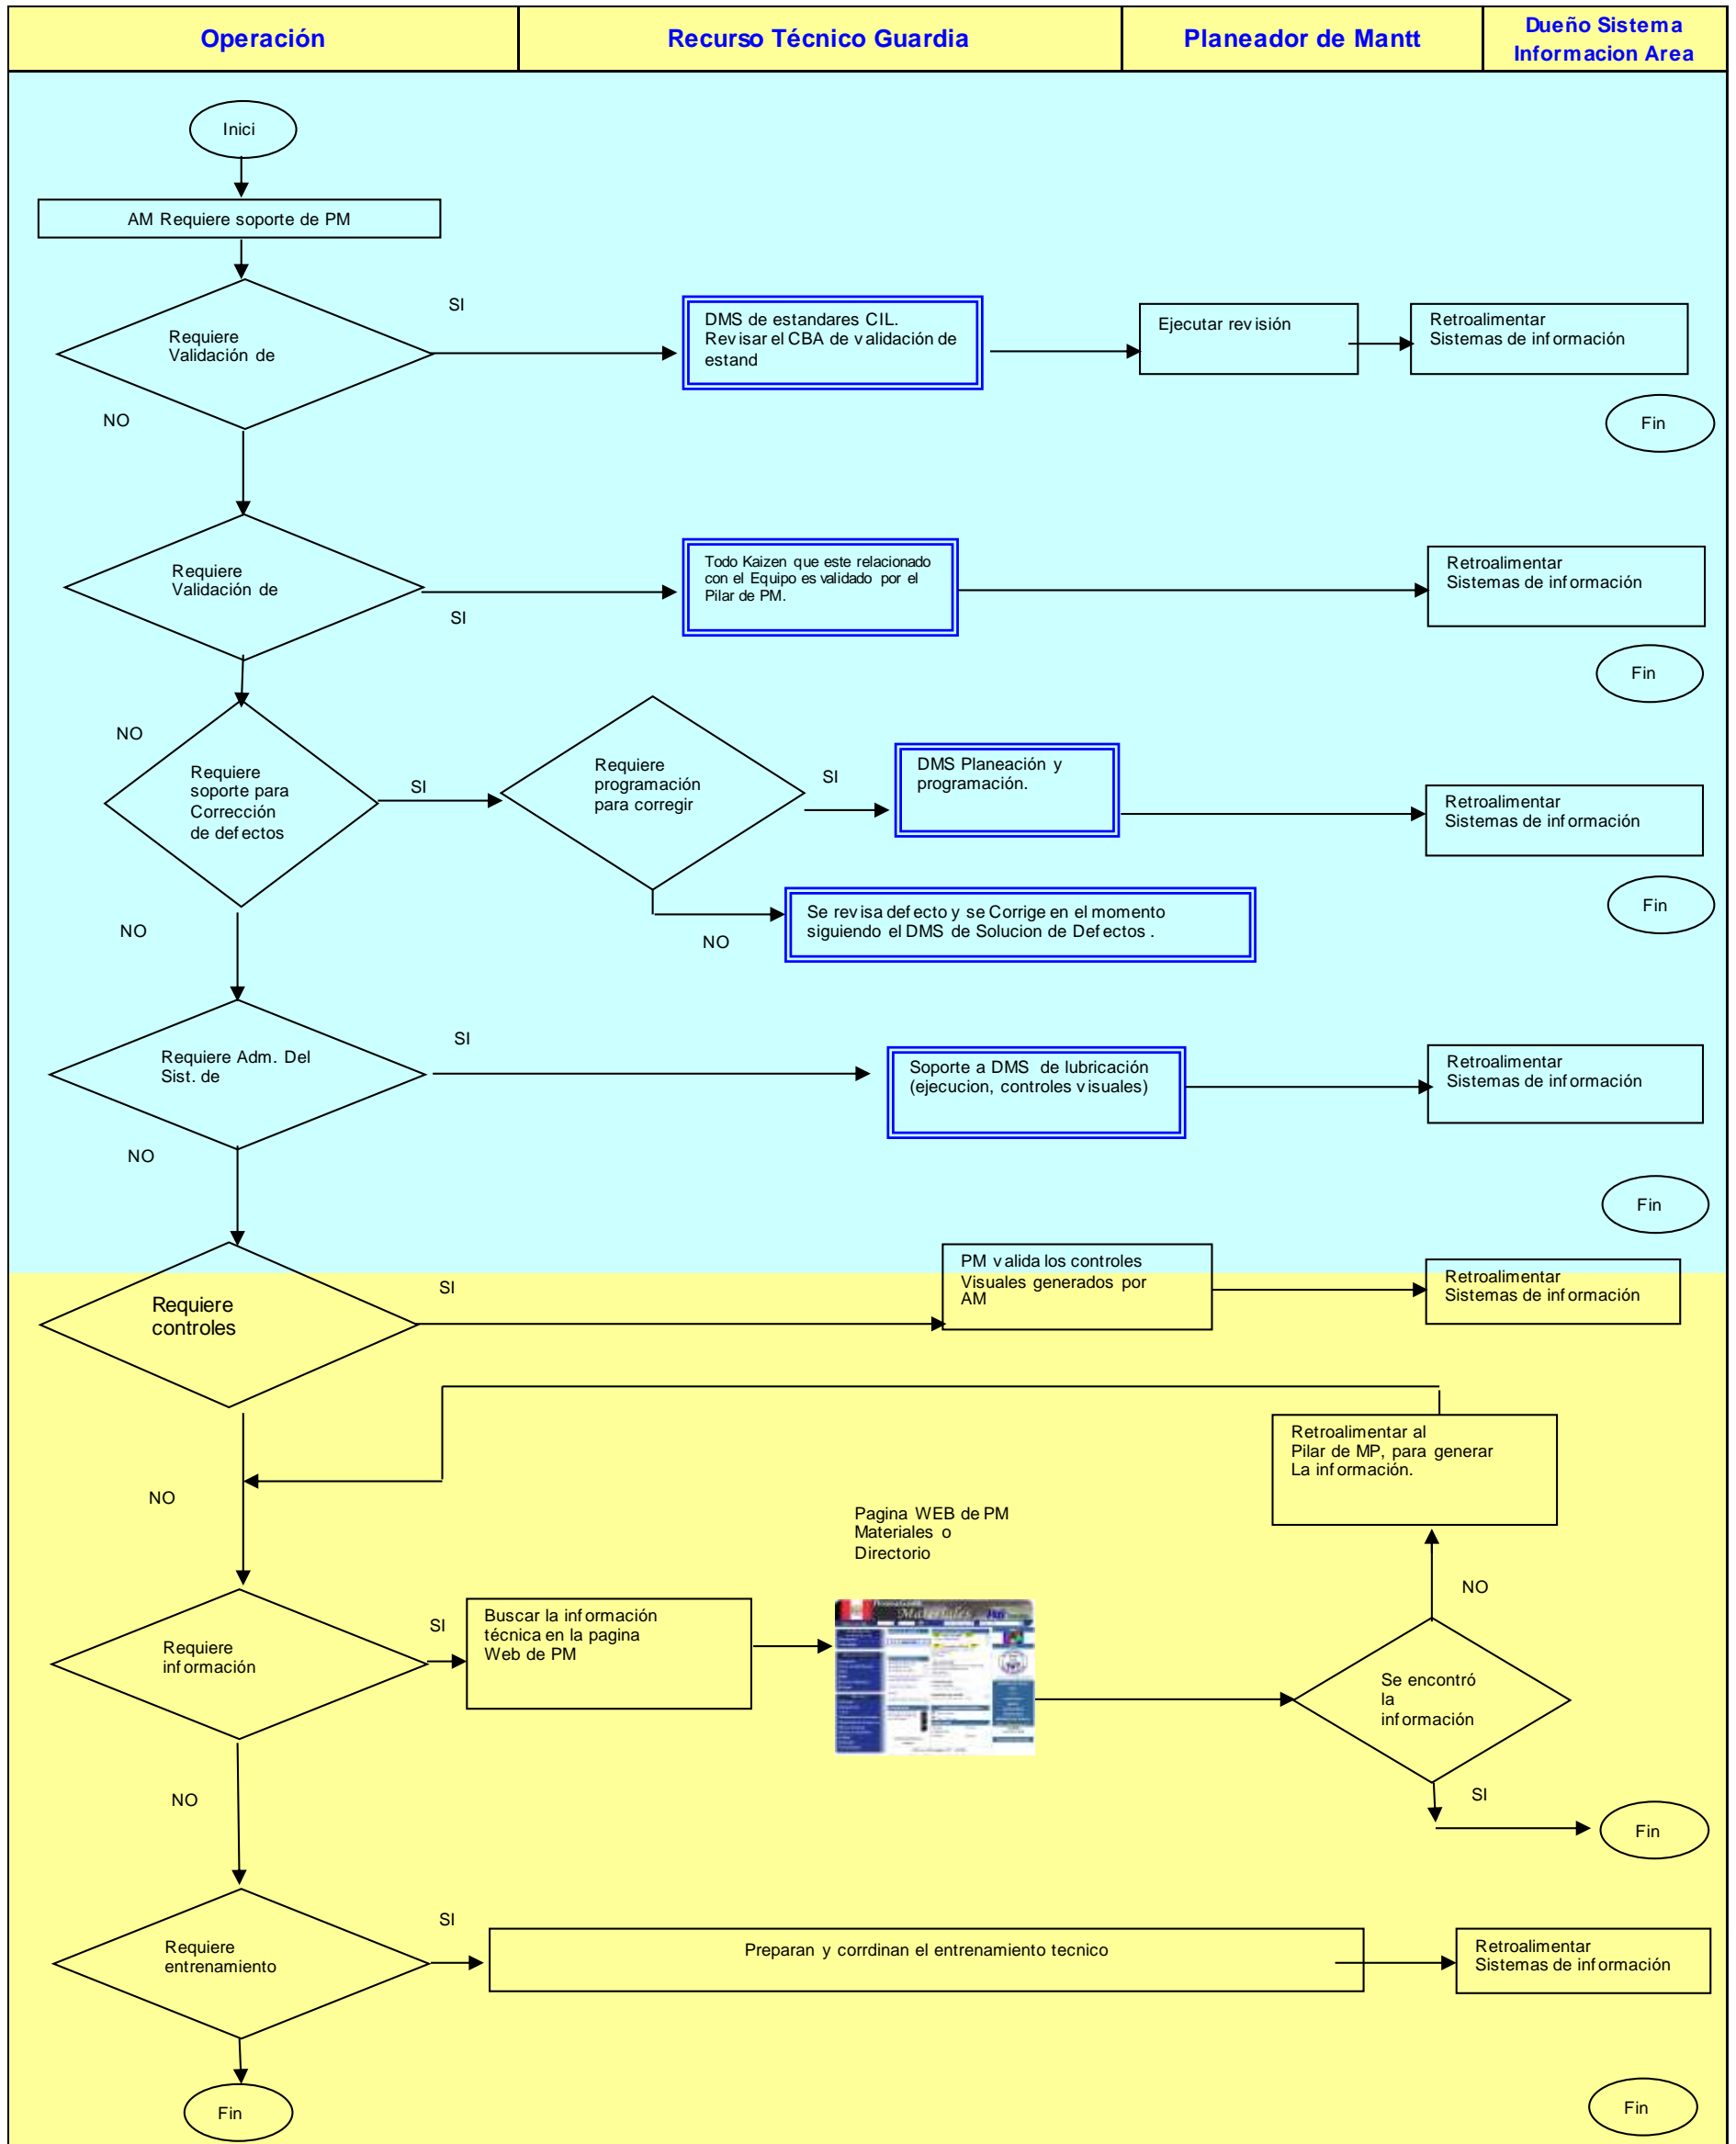 Operación
Recurso Técnico Guardia
Planeador de Mantt
Dueño Sistema
Informacion Area
Inici
AM Requiere soporte de PM
Requiere
Validación de
SI
DMS de estandares CIL.
Revisar el CBA de validación de
estand
Ejecutar revisión
Retroalimentar
Sistemas de información
NO
Fin
Requiere
Validación de
SI
Todo Kaizen que este relacionado
con el Equipo es validado por el
Pilar de PM.
Retroalimentar
Sistemas de información
Fin
NO
Requiere
soporte para
Corrección
de defectos
SI
Requiere
programación
para corregir
SI
DMS Planeación y
programación.
Retroalimentar
Sistemas de información
Fin
NO
Se revisa defecto y se Corrige en el momento
siguiendo el DMS de Solucion de Defectos .
NO
Requiere Adm. Del
Sist. de
SI
Soporte a DMS de lubricación
(ejecucion, controles visuales)
Retroalimentar
Sistemas de información
NO
Fin
Requiere
controles
SI
PM valida los controles
Visuales generados por
AM
Retroalimentar
Sistemas de información
Retroalimentar al
Pilar de MP, para generar
La información.
NO
Pagina WEB de PM
Materiales o
Directorio
NO
Requiere
información
SI
Buscar la información
técnica en la pagina
Web de PM
Materiales
Se encontró
la
información
SI
Fin
NO
Requiere
entrenamiento
SI
Preparan y corrdinan el entrenamiento tecnico
Retroalimentar
Sistemas de información
Fin
Fin